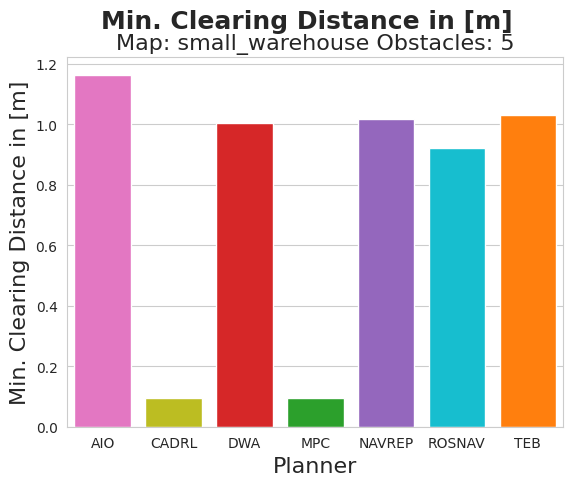 Min. Clearing Distance in [m]
Map: small_warehouse Obstacles: 5
Min. Clearing Distance in [m]
1.2
1.0
0.8
0.6
0.4
0.2
0.0
AIO CADRL DWA MPC NAVREP ROSNAV TEB
Planner